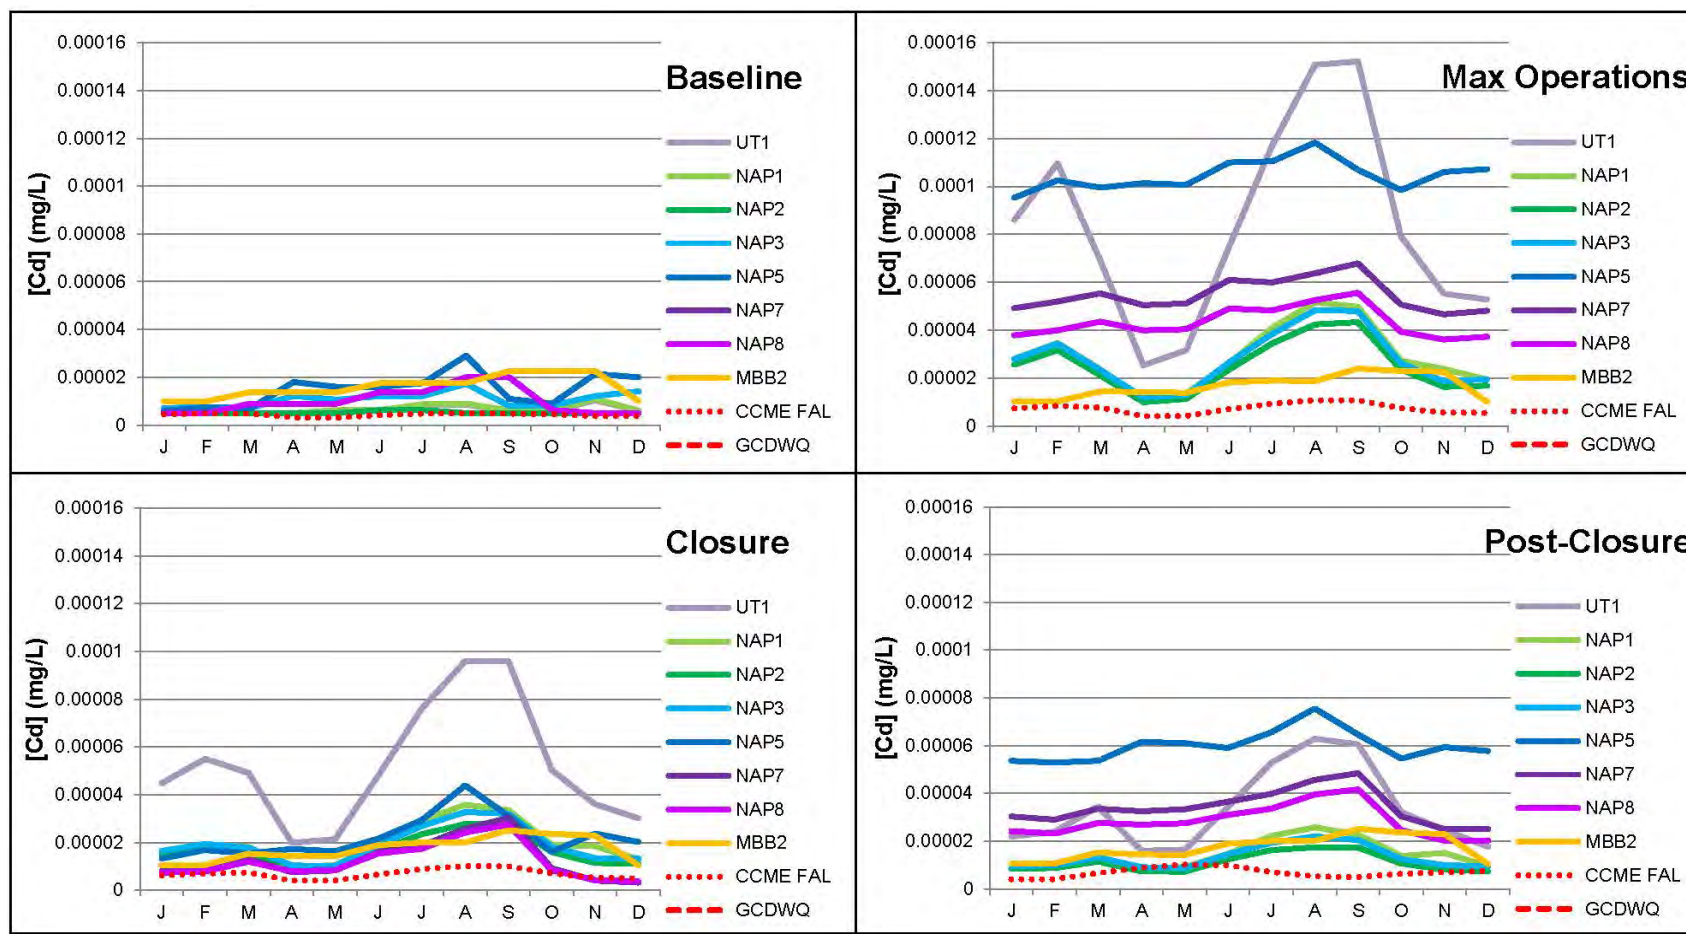 Baseline
[Cd] (mg/L)
0.00016
0.00014
0.00012
0.0001
0.00008
0.00006
0.00004
0.00002
0
J F M A M J J A S O N D
UT1
NAP1
NAP2
NAP3
NAP5
NAP7
NAP8
MBB2
CCME FAL
GCDWQ
Max Operations
[Cd] (mg/L)
0.00016
0.00014
0.00012
0.0001
0.00008
0.00006
0.00004
0.00002
0
J F M A M J J A S O N D
UT1
NAP1
NAP2
NAP3
NAP5
NAP7
NAP8
MBB2
CCME FAL
GCDWQ
Closure
[Cd] (mg/L)
0.00016
0.00014
0.00012
0.0001
0.00008
0.00006
0.00004
0.00002
0
J F M A M J J A S O N D
UT1
NAP1
NAP2
NAP3
NAP5
NAP7
NAP8
MBB2
CCME FAL
GCDWQ
Post-Closure
[Cd] (mg/L)
0.00016
0.00014
0.00012
0.0001
0.00008
0.00006
0.00004
0.00002
0
J F M A M J J A S O N D
UT1
NAP1
NAP2
NAP3
NAP5
NAP7
NAP8
MBB2
CCME FAL
GCDWQ